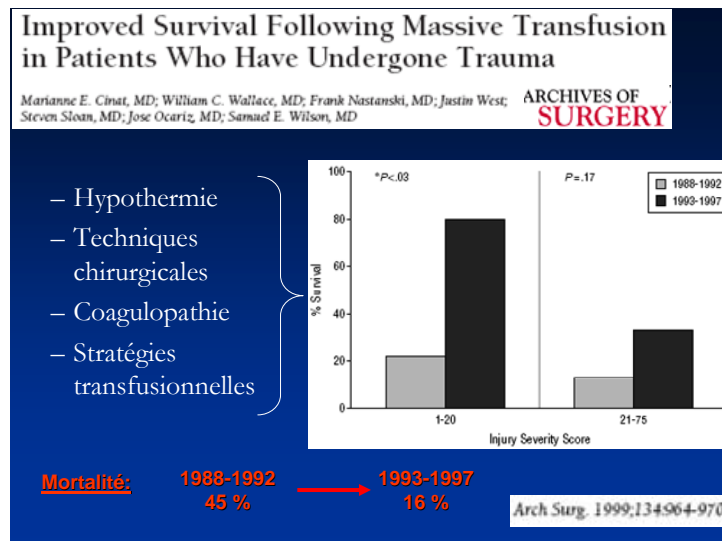 Improved Survival Following Massive Transfusion
in Patients Who Have Undergone Trauma
Marianne E. Cinat, MD; William C. Wallace, MD; Frank Nastanski, MD; Justin West;
Steven Sloan, MD; Jose Ocariz, MD; Samuel E. Wilson, MD
ARCHIVES OF
SURGERY
– Hypothermie
– Techniques
chirurgicales
– Coagulopathie
– Stratégies
transfusionnelles
100
80
60
40
20
0
% Survival
*P<.03
P=.17
1988-1992
1993-1997
1-20
21-75
Injury Severity Score
Mortalité:
1988-1992
1993-1997
45 %
16 %
Arch Surg. 1999;134:964-970